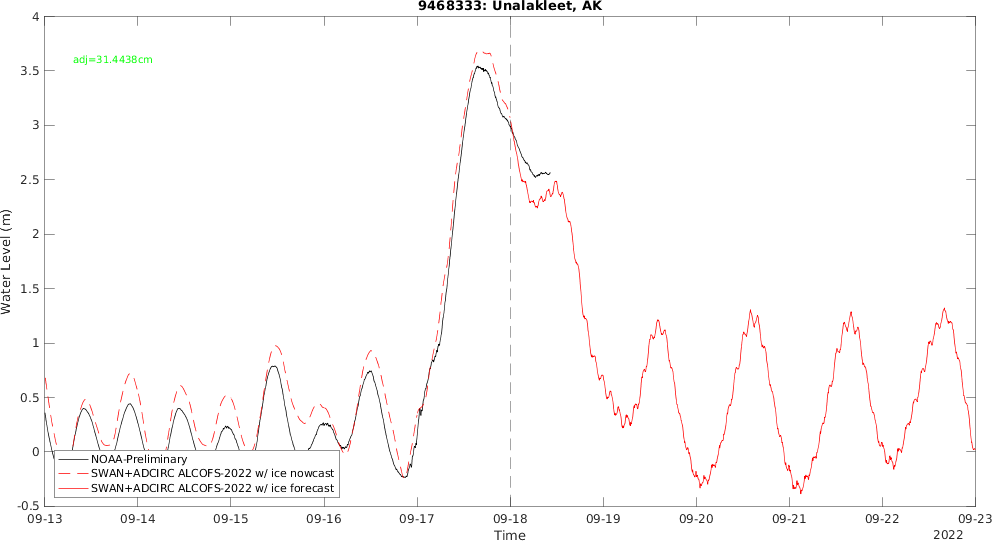 9468333: Unalakleet, AK
adj=31.4438cm
Water Level (m)
4
3.5
3
2.5
2
1.5
1
0.5
0
-0.5
NOAA-Preliminary
SWAN+ADCIRC ALCOFS-2022 w/ ice nowcast
SWAN+ADCIRC ALCOFS-2022 w/ ice forecast
09-13 09-14 09-15 09-16 09-17 09-18 09-19 09-20 09-21 09-22 09-23
Time
2022